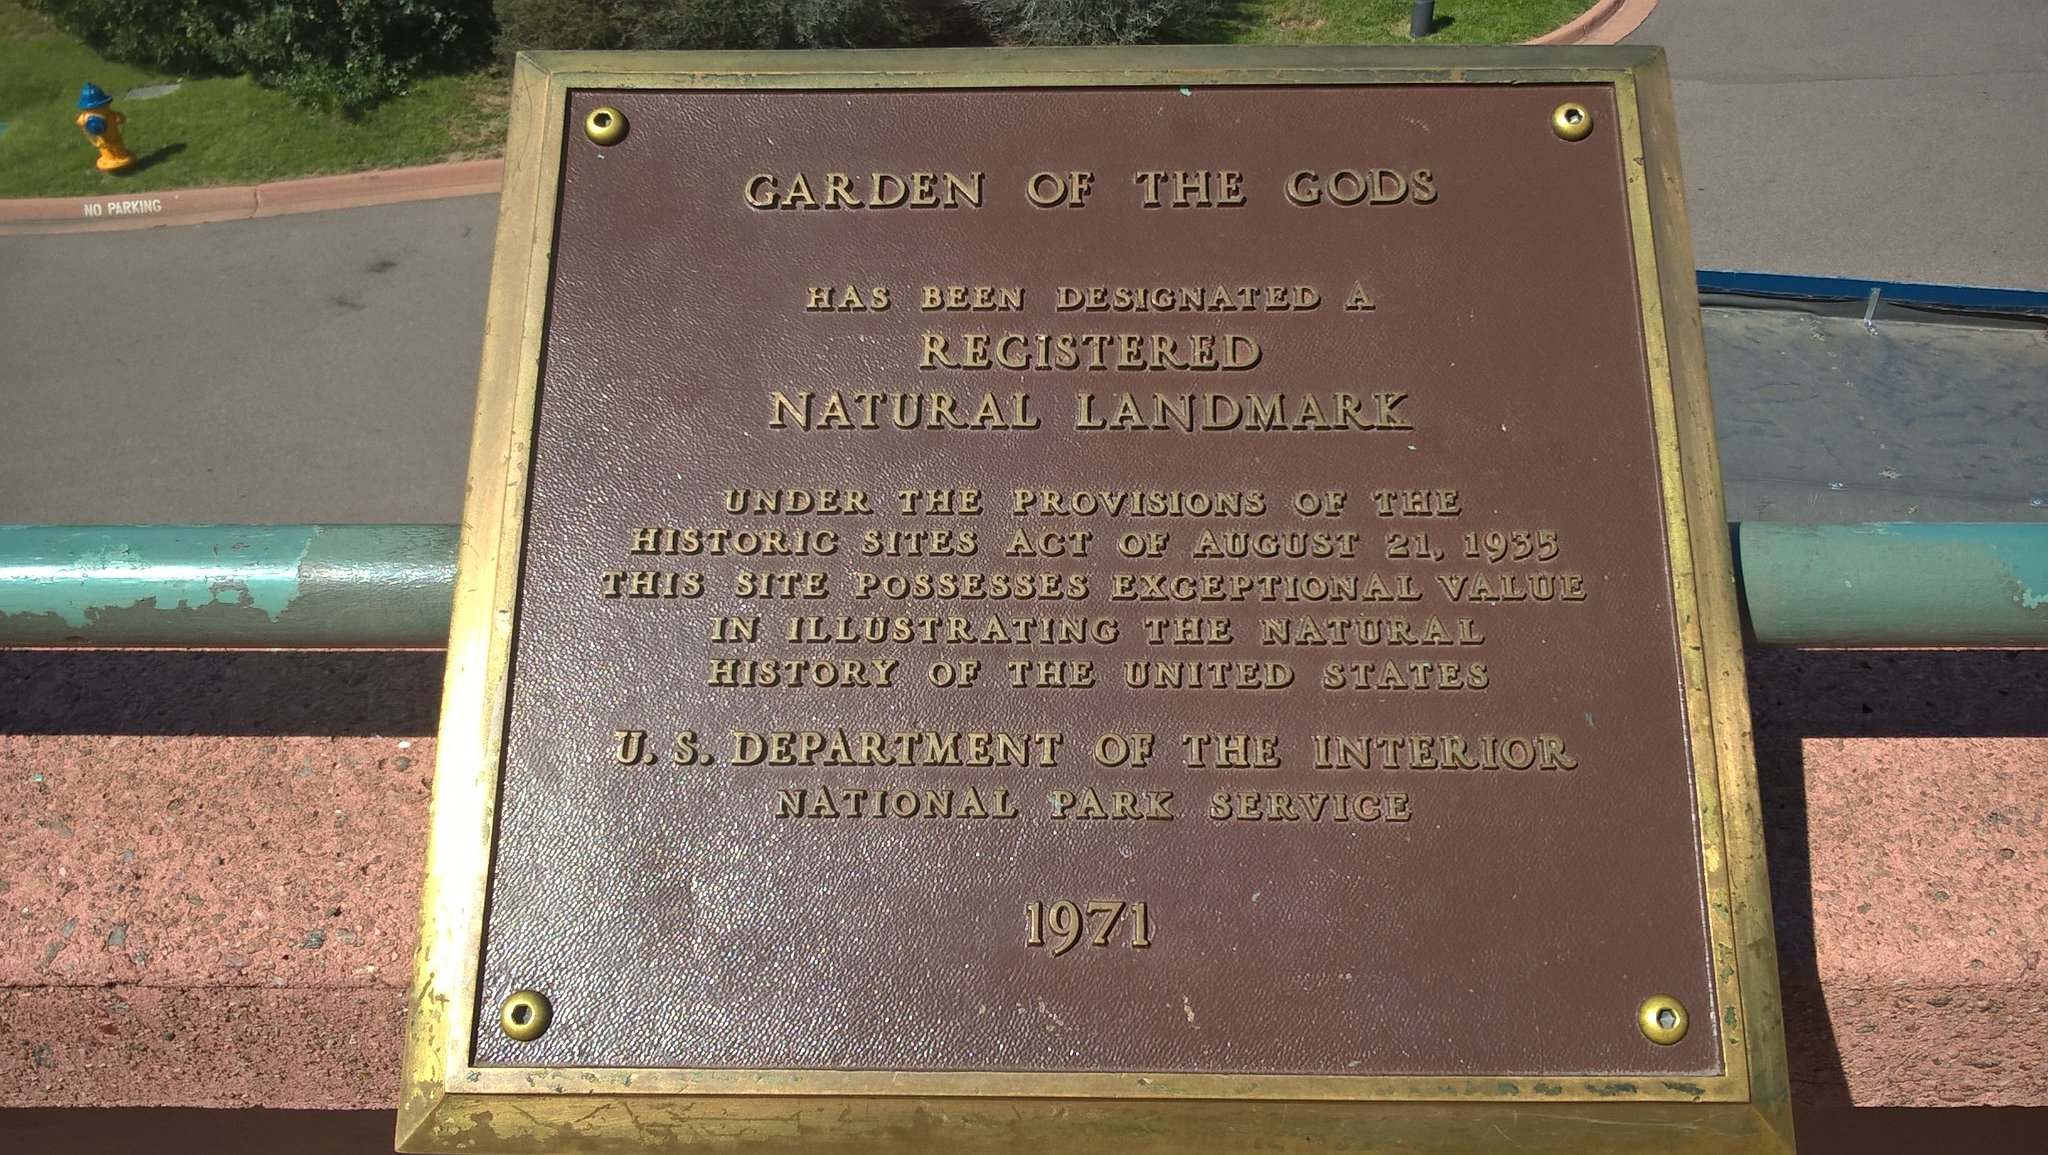 NO PARKING
GARDEN OF THE GODS
HAS BEEN DESIGNATED A
REGISTERED
NATURAL LANDMARK
UNDER THE PROVISIONS OF THE
HISTORIC SITES ACT OF AUGUST 21, 1935
THIS SITE POSSESSES EXCEPTIONAL VALUE
IN ILLUSTRATING THE NATURAL
HISTORY OF THE UNITED STATES
U. S. DEPARTMENT OF THE INTERIOR
NATIONAL PARK SERVICE
1971